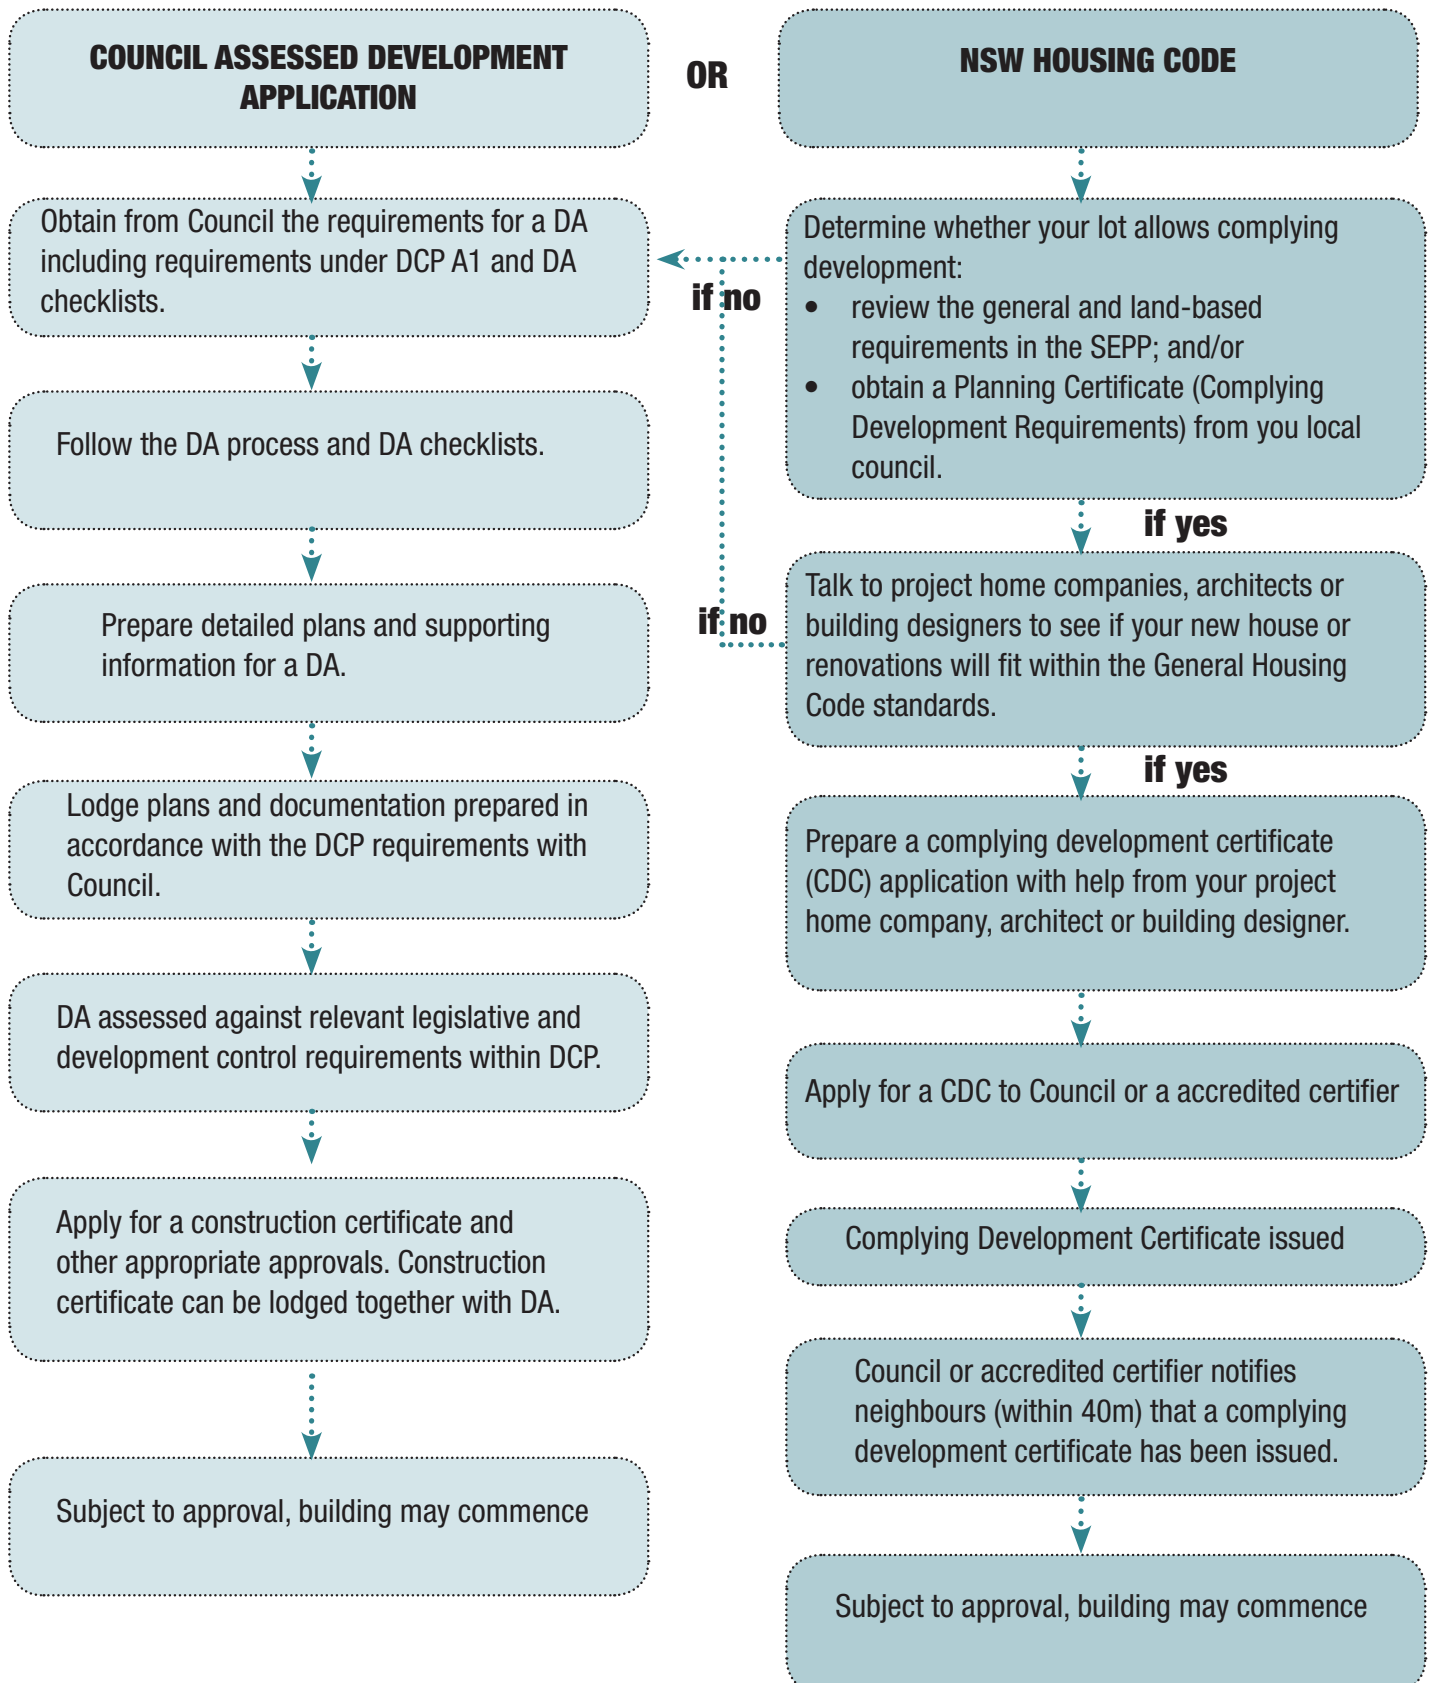 COUNCIL ASSESSED DEVELOPMENT
APPLICATION
OR
NSW HOUSING CODE
Obtain from Council the requirements for a DA
including requirements under DCP A1 and DA
checklists.
Follow the DA process and DA checklists.
Prepare detailed plans and supporting
information for a DA.
Lodge plans and documentation prepared in
accordance with the DCP requirements with
Council.
DA assessed against relevant legislative and
development control requirements within DCP.
Apply for a construction certificate and
other appropriate approvals. Construction
certificate can be lodged together with DA.
Subject to approval, building may commence
if no
if no
Determine whether your lot allows complying
development:
• review the general and land-based
requirements in the SEPP; and/or
• obtain a Planning Certificate (Complying
Development Requirements) from you local
council.
if yes
Talk to project home companies, architects or
building designers to see if your new house or
renovations will fit within the General Housing
Code standards.
if yes
Prepare a complying development certificate
(CDC) application with help from your project
home company, architect or building designer.
Apply for a CDC to Council or a accredited certifier
Complying Development Certificate issued
Council or accredited certifier notifies
neighbours (within 40m) that a complying
development certificate has been issued.
Subject to approval, building may commence